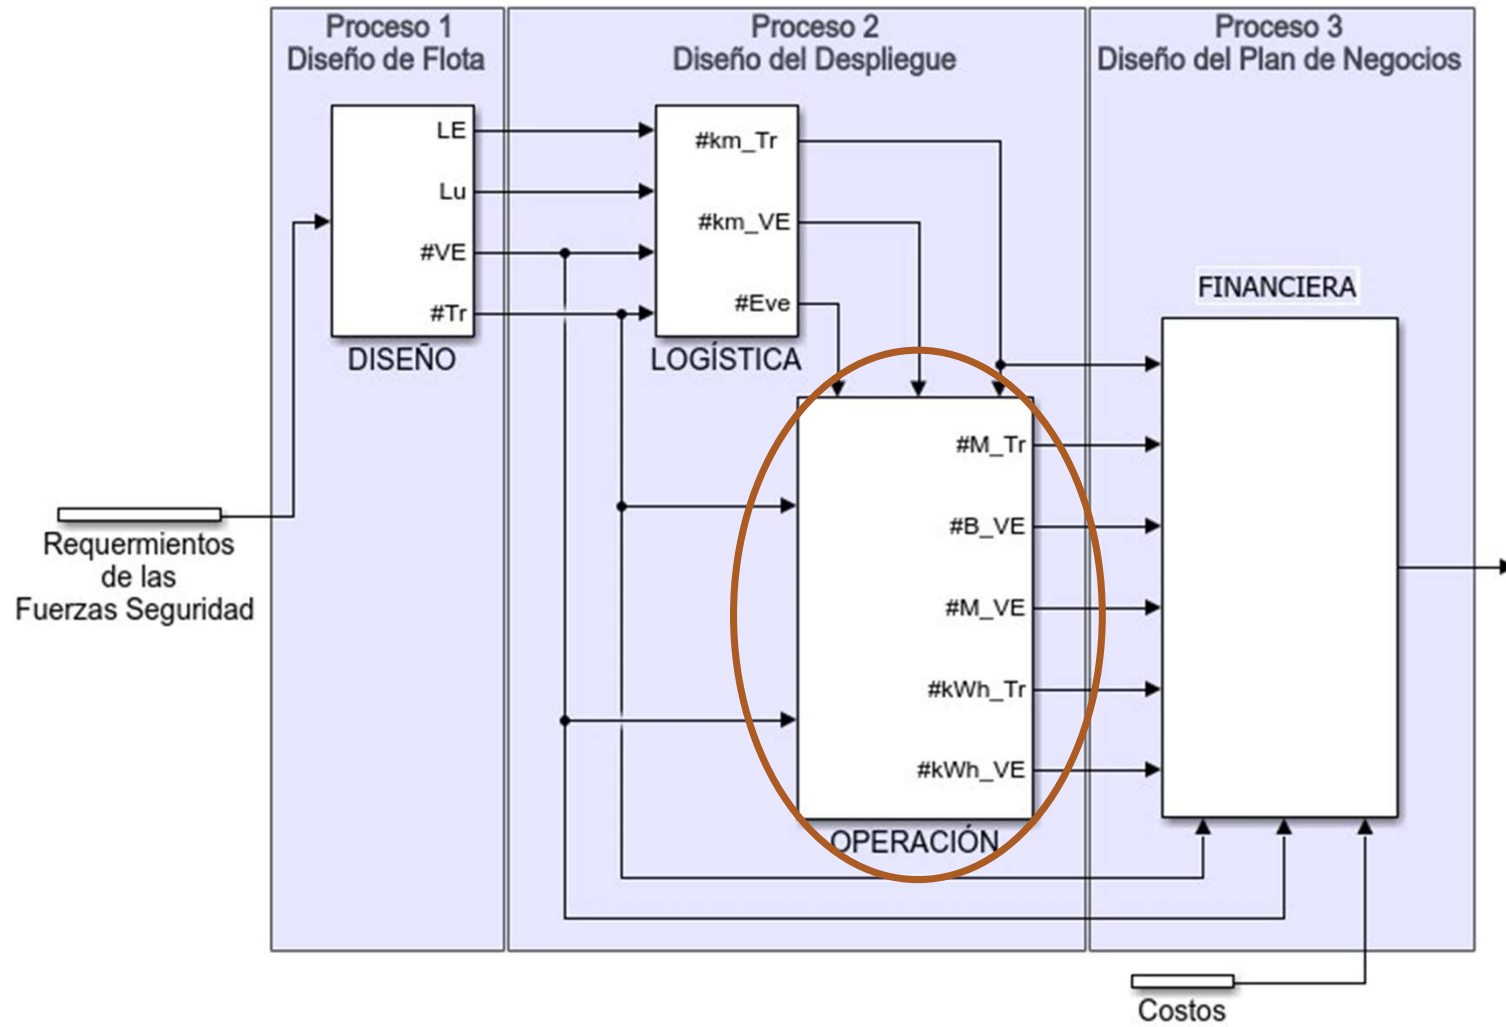 Proceso 1
Diseño de Flota
Proceso 2
Diseño del Despliegue
Proceso 3
Diseño del Plan de Negocios
LE
Lu
#VE
#Tr
DISEÑO
#km_Tr
#km_VE
#Eve
LOGÍSTICA
FINANCIERA
#M_Tr
#B_VE
#M_VE
#kWh_Tr
#kWh_VE
OPERACIÓN
Requermientos
de las
Fuerzas Seguridad
Costos